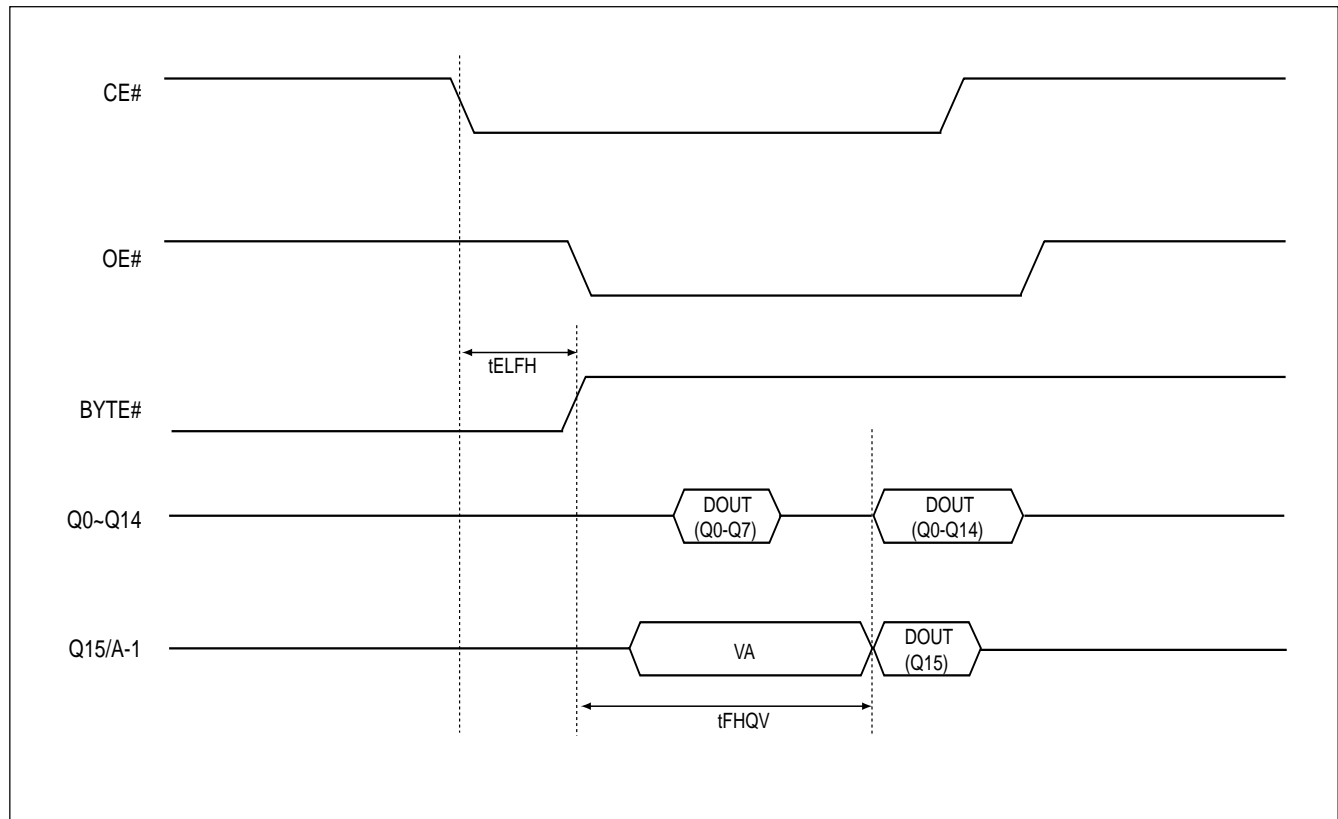 CE#
OE#
tELFH
BYTE#
Q0~Q14
DOUT
(Q0-Q7)
DOUT
(Q0-Q14)
Q15/A-1
VA
DOUT
(Q15)
tFHQV